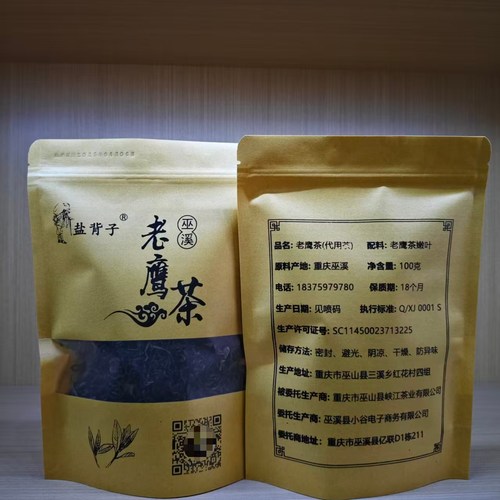 盐背子®
巫溪
老鹰茶
品名: 老鹰茶(代用茶) 配料: 老鹰茶嫩叶
原料产地: 重庆巫溪 净含量: 100克
电话: 18375979780 保质期: 18个月
生产日期: 见喷码 执行标准: Q/XJ 0001 S
生产许可证号: SC11450023713225
储存方法: 密封、避光、阴凉、干燥、防异味
生产地址: 重庆市巫山县三溪乡红花村四组
被委托生产商: 重庆市巫山县峡江茶业有限公司
委托生产商: 巫溪县小谷电子商务有限公司
委托商地址: 重庆市巫溪县亿联D1栋211